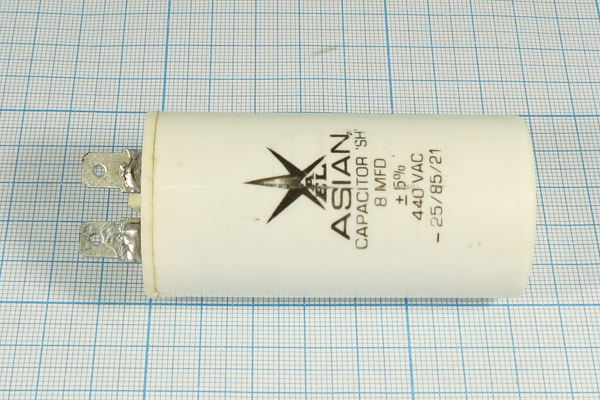 ASIAN
CAPACITOR 'SH'
8 MFD
± 5%
440 VAC
- 25/85/21